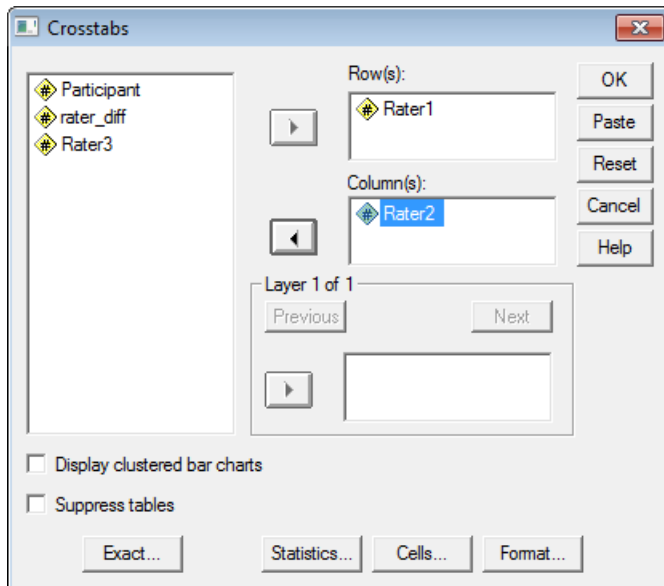 Crosstabs
Participant
rater_diff
Rater3
Row(s):
Rater1
Column(s):
Rater2
Layer 1 of 1
Previous
Next
OK
Paste
Reset
Cancel
Help
Display clustered bar charts
Suppress tables
Exact...
Statistics...
Cells...
Format...